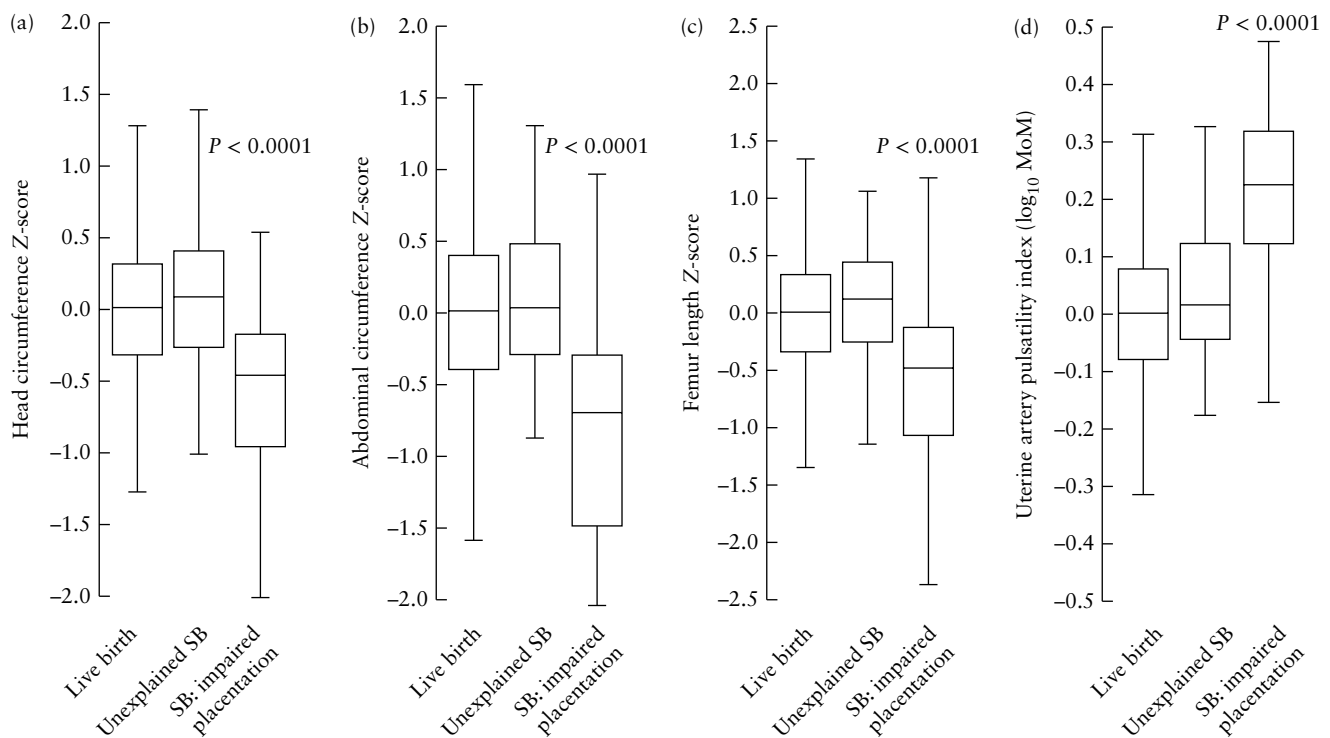 (a)
Head circumference Z-score
2.0
1.5
1.0
0.5
0.0
−0.5
−1.0
−1.5
−2.0
P < 0.0001
Live birth
Unexplained SB
SB: impaired
placentation
(b)
Abdominal circumference Z-score
2.0
1.5
1.0
0.5
0.0
−0.5
−1.0
−1.5
−2.0
P < 0.0001
Live birth
Unexplained SB
SB: impaired
placentation
(c)
Femur length Z-score
2.5
2.0
1.5
1.0
0.5
0.0
−0.5
−1.0
−1.5
−2.0
−2.5
P < 0.0001
Live birth
Unexplained SB
SB: impaired
placentation
(d)
Uterine artery pulsatility index (log10 MoM)
0.5
0.4
0.3
0.2
0.1
0.0
−0.1
−0.2
−0.3
−0.4
−0.5
P < 0.0001
Live birth
Unexplained SB
SB: impaired
placentation